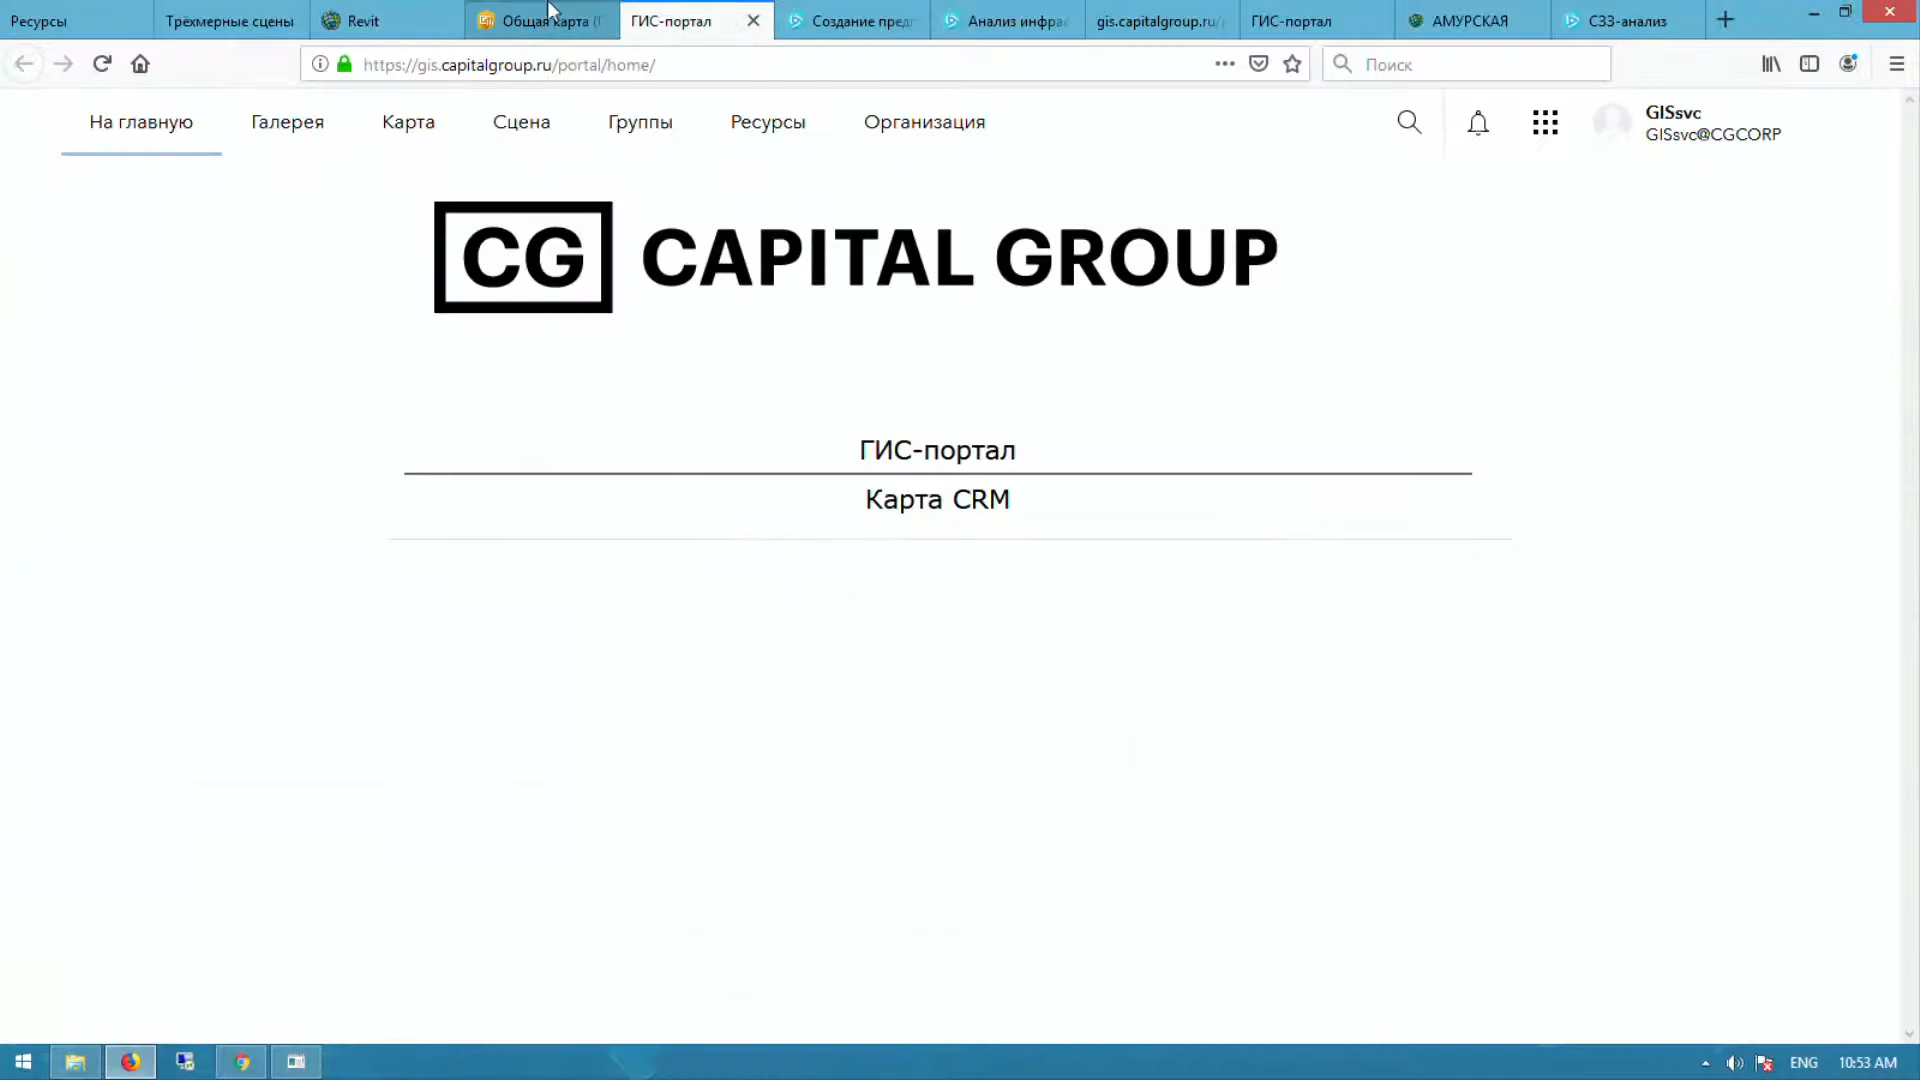 Ресурсы
Трёхмерные сцены
Revit
Общая карта (
ГИС-портал
Создание пред
Анализ инфрас
gis.capitalgroup.ru/
ГИС-портал
АМУРСКАЯ
СЗЗ-анализ
https://gis.capitalgroup.ru/portal/home/
Поиск
На главную
Галерея
Карта
Сцена
Группы
Ресурсы
Организация
GISsvc
GISsvc@CGCORP
CG CAPITAL GROUP
ГИС-портал
Карта CRM
ENG
10:53 AM